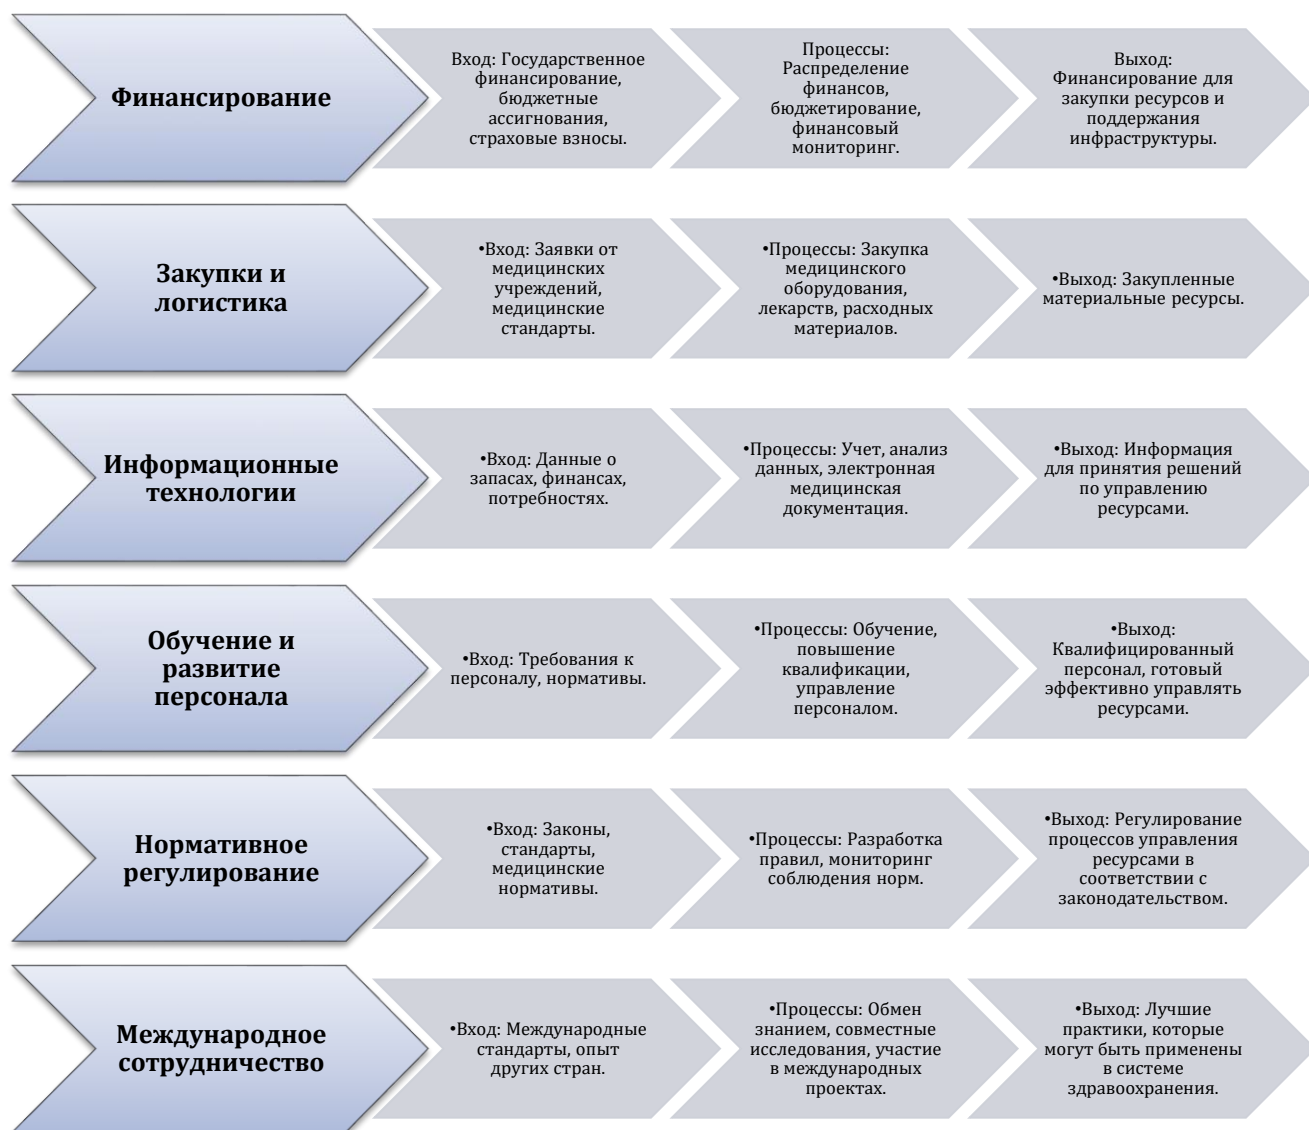 Финансирование
Вход: Государственное
финансирование,
бюджетные
ассигнования,
страховые взносы.
Процессы:
Распределение
финансов,
бюджетирование,
финансовый
мониторинг.
Выход:
Финансирование для
закупки ресурсов и
поддержания
инфраструктуры.
Закупки и
логистика
•Вход: Заявки от
медицинских
учреждений,
медицинские
стандарты.
•Процессы: Закупка
медицинского
оборудования,
лекарств, расходных
материалов.
•Выход: Закупленные
материальные ресурсы.
Информационные
технологии
•Вход: Данные о
запасах, финансах,
потребностях.
•Процессы: Учет, анализ
данных, электронная
медицинская
документация.
•Выход: Информация
для принятия решений
по управлению
ресурсами.
Обучение и
развитие
персонала
•Вход: Требования к
персоналу, нормативы.
•Процессы: Обучение,
повышение
квалификации,
управление
персоналом.
•Выход:
Квалифицированный
персонал, готовый
эффективно управлять
ресурсами.
Нормативное
регулирование
•Вход: Законы,
стандарты,
медицинские
нормативы.
•Процессы: Разработка
правил, мониторинг
соблюдения норм.
•Выход: Регулирование
процессов управления
ресурсами в
соответствии с
законодательством.
Международное
сотрудничество
•Вход: Международные
стандарты, опыт
других стран.
•Процессы: Обмен
знанием, совместные
исследования, участие
в международных
проектах.
•Выход: Лучшие
практики, которые
могут быть применены
в системе
здравоохранения.